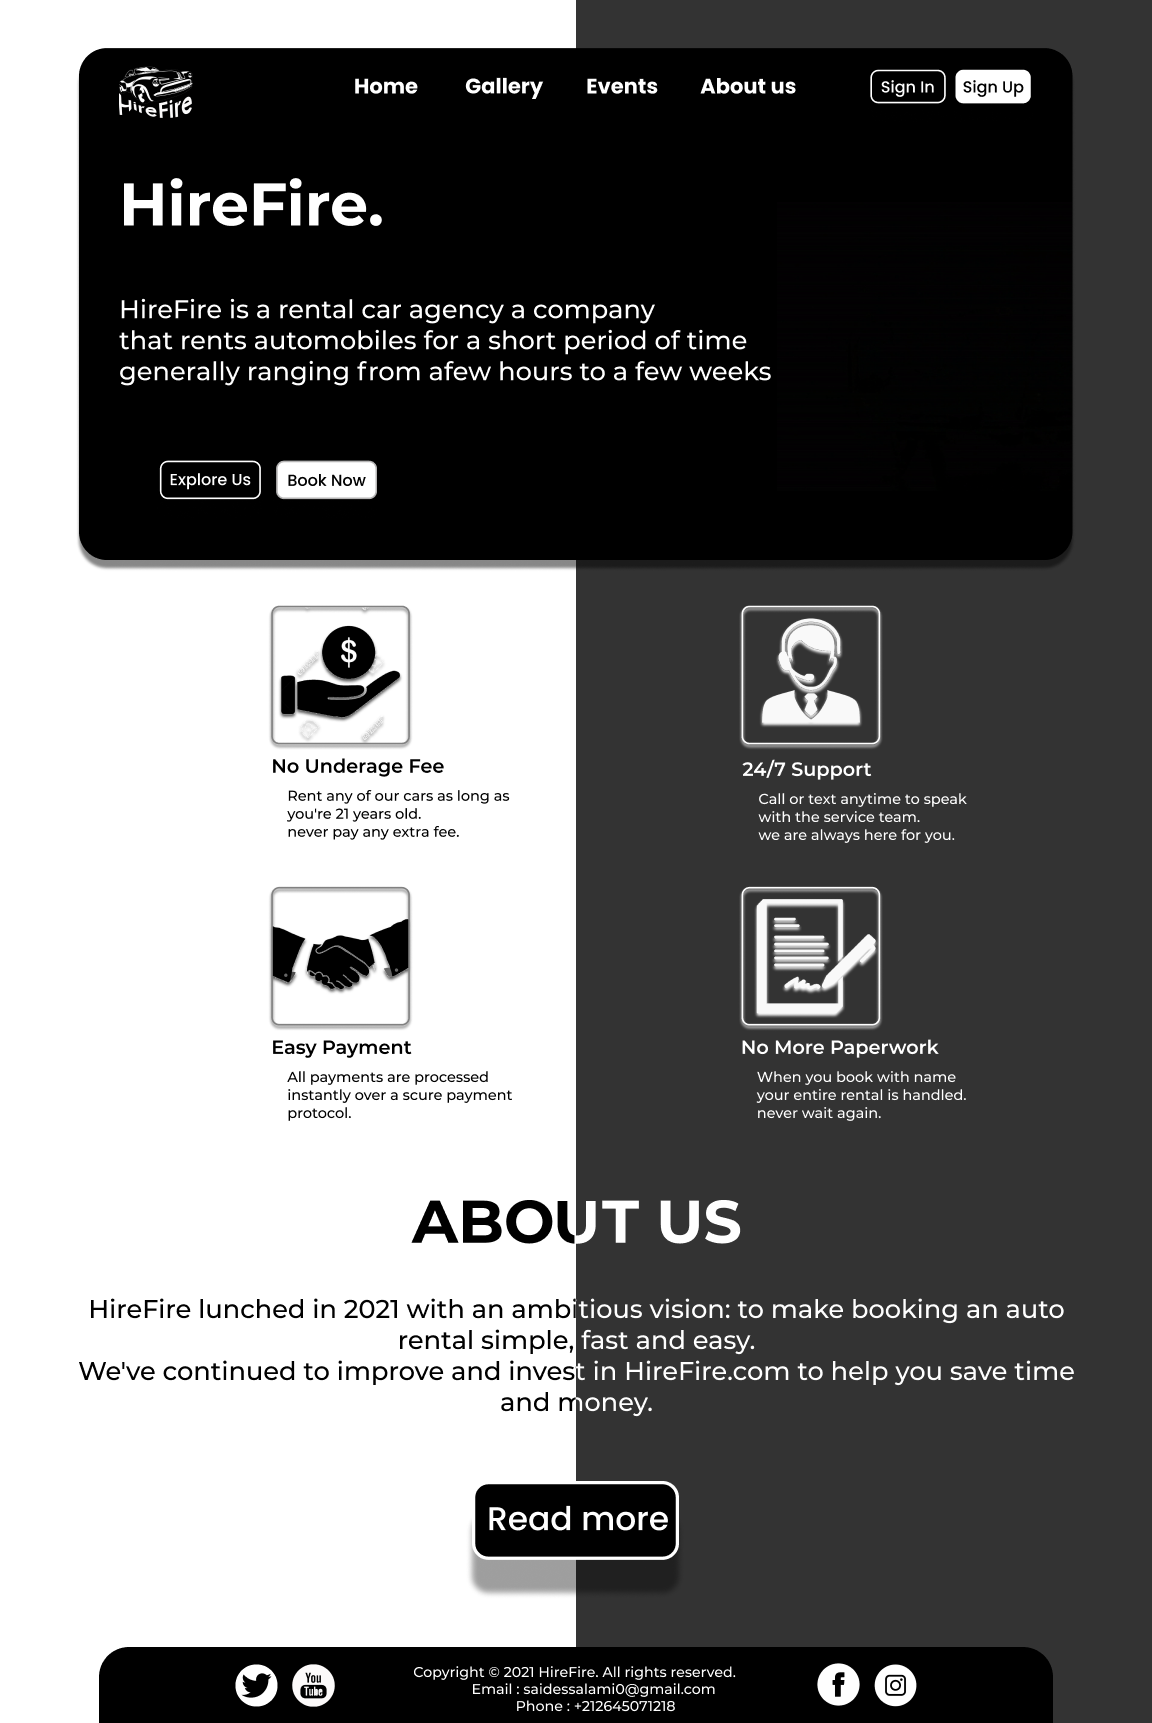 HireFire
Home Gallery Events About us Sign In Sign Up
HireFire.
HireFire is a rental car agency a company
that rents automobiles for a short period of time
generally ranging from afew hours to a few weeks
Explore Us Book Now
$
No Underage Fee
Rent any of our cars as long as
you're 21 years old.
never pay any extra fee.
24/7 Support
Call or text anytime to speak
with the service team.
we are always here for you.
Easy Payment
All payments are processed
instantly over a scure payment
protocol.
No More Paperwork
When you book with name
your entire rental is handled.
never wait again.
ABOUT US
HireFire lunched in 2021 with an ambitious vision: to make booking an auto
rental simple, fast and easy.
We've continued to improve and invest in HireFire.com to help you save time
and money.
Read more
You
Tube
Copyright © 2021 HireFire. All rights reserved.
Email : saidessalami0@gmail.com
Phone : +212645071218